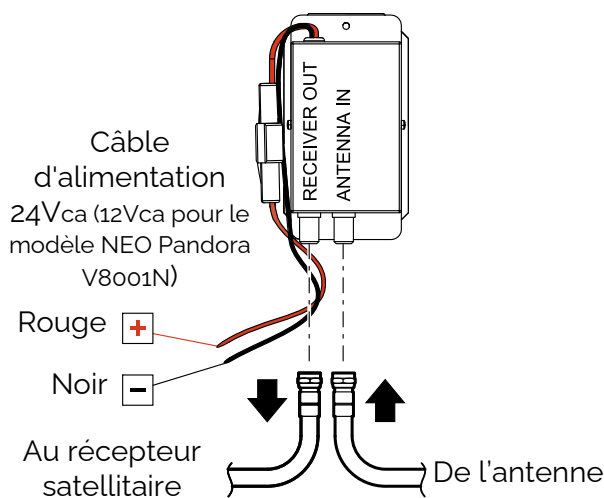 RECEIVER OUT
ANTENNA IN
Câble
d'alimentation
24Vca (12Vca pour le
modèle NEO Pandora
V8001N)
Rouge +
Noir −
Au récepteur
satellitaire
De l'antenne